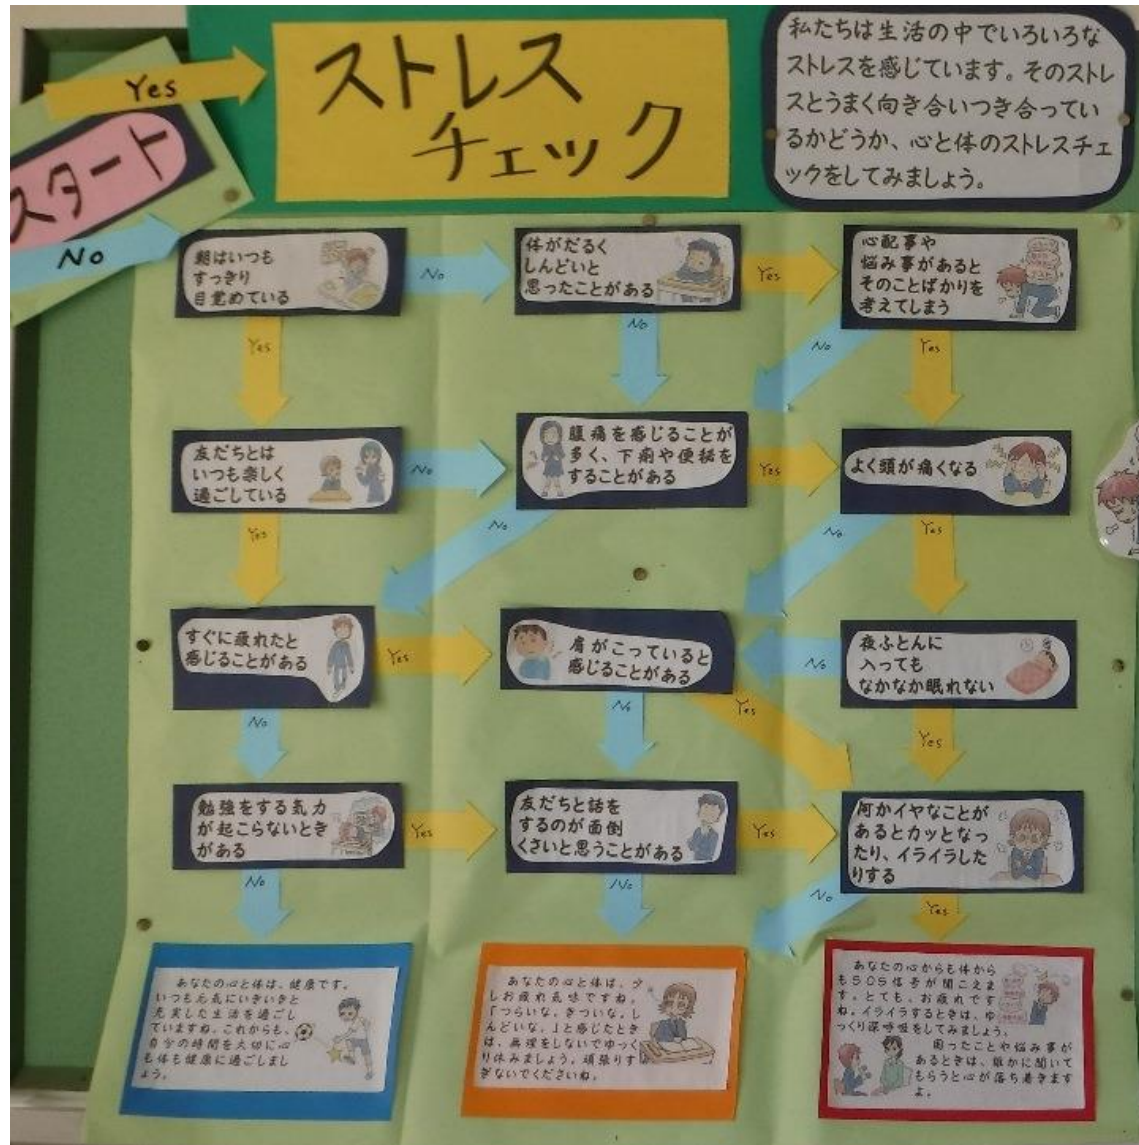 ストレス
チェック
私たちは生活の中でいろいろな
ストレスを感じています。そのストレ
スとうまく向き合いつき合ってい
るかどうか、心と体のストレスチェ
ックをしてみましょう。
Yes
スタート
No
朝はいつも
すっきり
目覚めている
No
体がだるく
しんどいと
思ったことがある
Yes
心配事や
悩み事があると
そのことばかりを
考えてしまう
Yes
No
No
Yes
友だちとは
いつも楽しく
過ごしている
No
腹痛を感じることが
多く、下痢や便秘を
することがある
Yes
よく頭が痛くなる
Yes
No
No
Yes
すぐに疲れたと
感じることがある
Yes
肩がこっていると
感じることがある
No
夜ふとんに
入っても
なかなか眠れない
No
No
Yes
Yes
勉強をする気力
が起こらないとき
がある
Yes
友だちと話を
するのが面倒
くさいと思うことがある
Yes
何かイヤなことが
あるとカッとなっ
たり、イライラした
りする
No
No
No
Yes
あなたの心と体は、健康です。
いつも元気にいきいきと
充実した生活を過ごし
ていますね。これからも、
自分の時間を大切に心
も体も健康に過ごしまし
ょう。
あなたの心と体は、少
しお疲れ気味ですね。
「つらいな、きついな、し
んどいな、」と感じたとき
は、無理をしないでゆっく
り休みましょう。頑張りす
ぎないでくださいね。
あなたの心からも体から
もSOS信号が聞こえま
す。とても、お疲れです
ね。イライラするときは、ゆ
っくり深呼吸をしてみましょう。
困ったことや悩み事が
あるときは、誰かに聞いて
もらうと心が落ち着きます
よ。